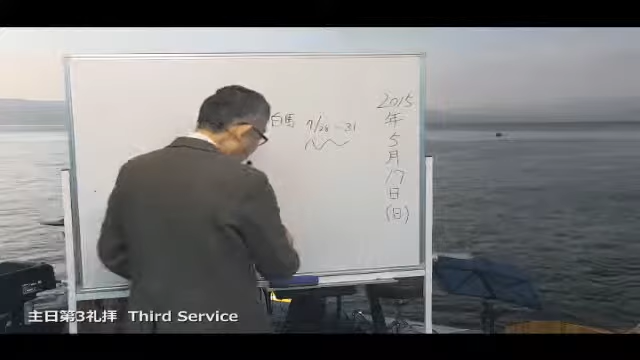 2015
年
5
月
17
日
(日)
白馬 7/28-31
主日第3礼拝 Third Service